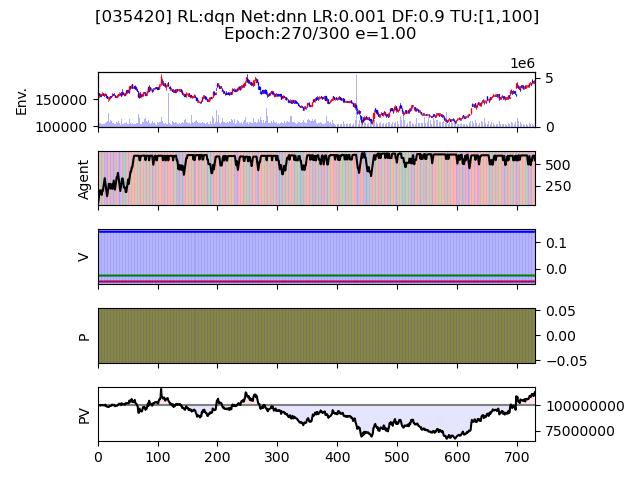 [035420] RL:dqn Net:dnn LR:0.001 DF:0.9 TU:[1,100]
Epoch:270/300 e=1.00
1e6
Env.
150000
100000
5
0
Agent
500
250
V
0.1
0.0
P
0.05
0.00
−0.05
PV
100000000
75000000
0 100 200 300 400 500 600 700